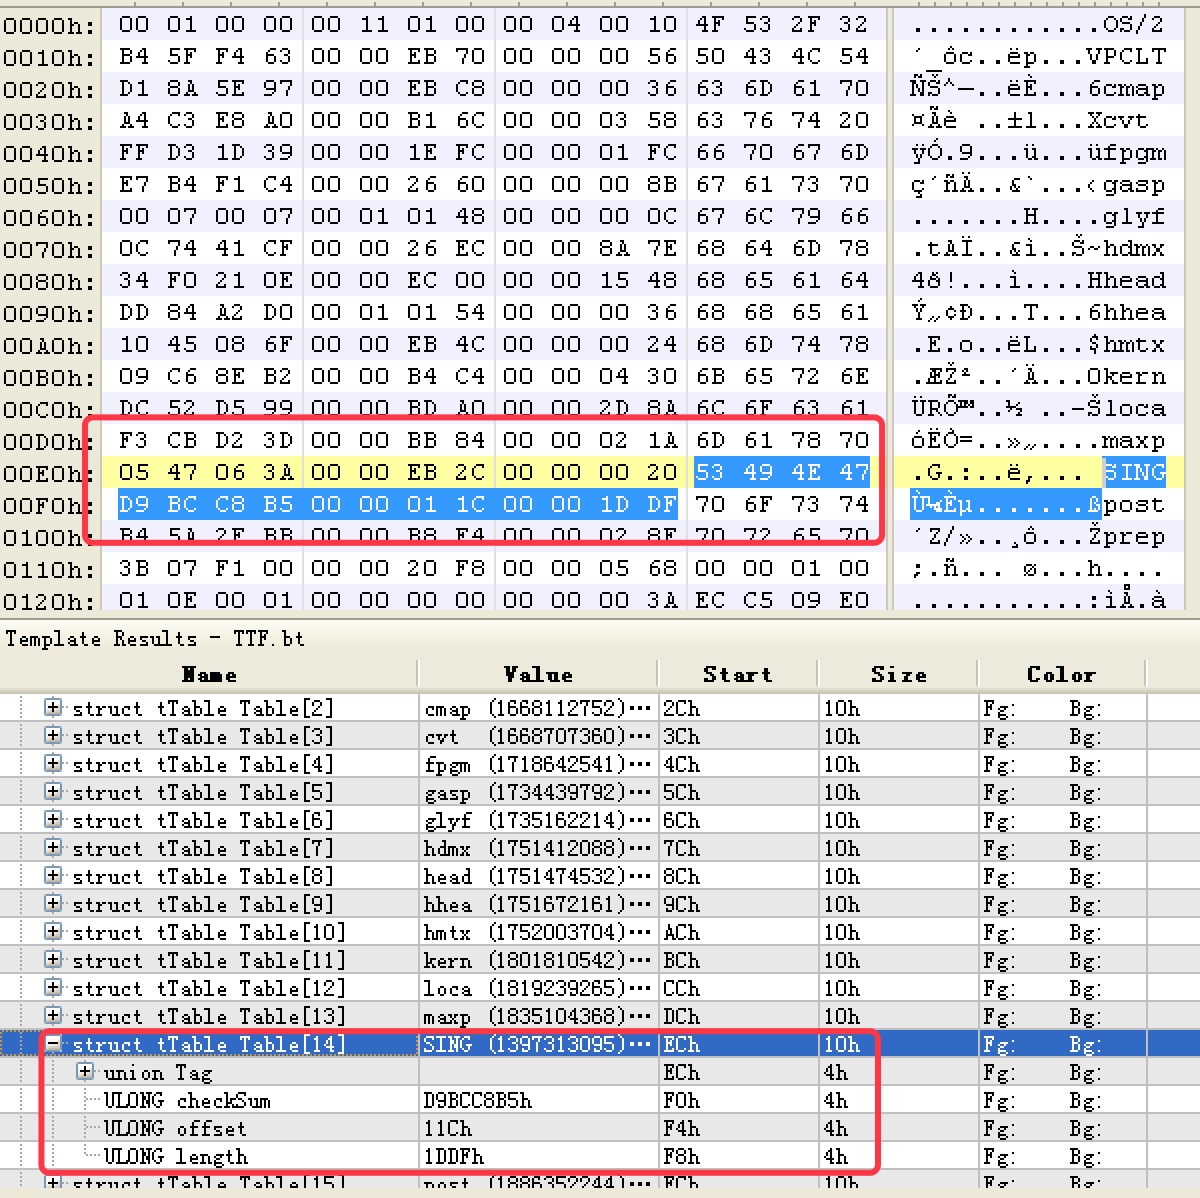 0000h: 00 01 00 00 00 11 01 00 00 04 00 10 4F 53 2F 32 ............OS/2
0010h: B4 5F F4 63 00 00 EB 70 00 00 00 56 50 43 4C 54 ´_ôc..ëp...VPCLT
0020h: D1 8A 5E 97 00 00 EB C8 00 00 00 36 63 6D 61 70 ÑŠ^—..ëÈ...6cmap
0030h: A4 C3 E8 A0 00 00 B1 6C 00 00 03 58 63 76 74 20 ¤Ãè ..±l...Xcvt
0040h: FF D3 1D 39 00 00 1E FC 00 00 01 FC 66 70 67 6D ÿÓ.9...ü...üfpgm
0050h: E7 B4 F1 C4 00 00 26 60 00 00 00 8B 67 61 73 70 ç´ñÄ..&`...‹gasp
0060h: 00 07 00 07 00 01 01 48 00 00 00 0C 67 6C 79 66 .......H....glyf
0070h: 0C 74 41 CF 00 00 26 EC 00 00 8A 7E 68 64 6D 78 .tAÏ..&ì..Š~hdmx
0080h: 34 F0 21 0E 00 00 EC 00 00 00 15 48 68 65 61 64 4ð!...ì....Hhead
0090h: DD 84 A2 D0 00 01 01 54 00 00 00 36 68 68 65 61 Ý„¢Ð...T...6hhea
00A0h: 10 45 08 6F 00 00 EB 4C 00 00 00 24 68 6D 74 78 .E.o..ëL...$hmtx
00B0h: 09 C6 8E B2 00 00 B4 C4 00 00 04 30 6B 65 72 6E .ÆŽ²..´Ä...0kern
00C0h: DC 52 D5 99 00 00 BD A0 00 00 2D 8A 6C 6F 63 61 ÜRÕ™..½ ..-Šloca
00D0h: F3 CB D2 3D 00 00 BB 84 00 00 02 1A 6D 61 78 70 óËÒ=..»„....maxp
00E0h: 05 47 06 3A 00 00 EB 2C 00 00 00 20 53 49 4E 47 .G.:..ë,... SING
00F0h: D9 BC C8 B5 00 00 01 1C 00 00 1D DF 70 6F 73 74 Ù¼Èµ.......ßpost
0100h: B4 5A 2F BB 00 00 B8 F4 00 00 02 8E 70 72 65 70 ´Z/»..¸ô...Žprep
0110h: 3B 07 F1 00 00 00 20 F8 00 00 05 68 00 00 01 00 ;.ñ... ø...h....
0120h: 01 0E 00 01 00 00 00 00 00 00 00 3A EC C5 09 E0 ...........:ìÅ.à
Template Results - TTF.bt
Name Value Start Size Color
struct tTable Table[2] cmap (1668112752)··· 2Ch 10h Fg: Bg:
struct tTable Table[3] cvt (1668707360)··· 3Ch 10h Fg: Bg:
struct tTable Table[4] fpgm (1718642541)··· 4Ch 10h Fg: Bg:
struct tTable Table[5] gasp (1734439792)··· 5Ch 10h Fg: Bg:
struct tTable Table[6] glyf (1735162214)··· 6Ch 10h Fg: Bg:
struct tTable Table[7] hdmx (1751412088)··· 7Ch 10h Fg: Bg:
struct tTable Table[8] head (1751474532)··· 8Ch 10h Fg: Bg:
struct tTable Table[9] hhea (1751672161)··· 9Ch 10h Fg: Bg:
struct tTable Table[10] hmtx (1752003704)··· ACh 10h Fg: Bg:
struct tTable Table[11] kern (1801810542)··· BCh 10h Fg: Bg:
struct tTable Table[12] loca (1819239265)··· CCh 10h Fg: Bg:
struct tTable Table[13] maxp (1835104368)··· DCh 10h Fg: Bg:
struct tTable Table[14] SING (1397313095)··· ECh 10h Fg: Bg:
union Tag ECh 4h Fg: Bg:
ULONG checkSum D9BCC8B5h F0h 4h Fg: Bg:
ULONG offset 11Ch F4h 4h Fg: Bg:
ULONG length 1DDFh F8h 4h Fg: Bg:
struct tTable Table[15] post (1886352244)··· FCh 10h Fg: Bg: